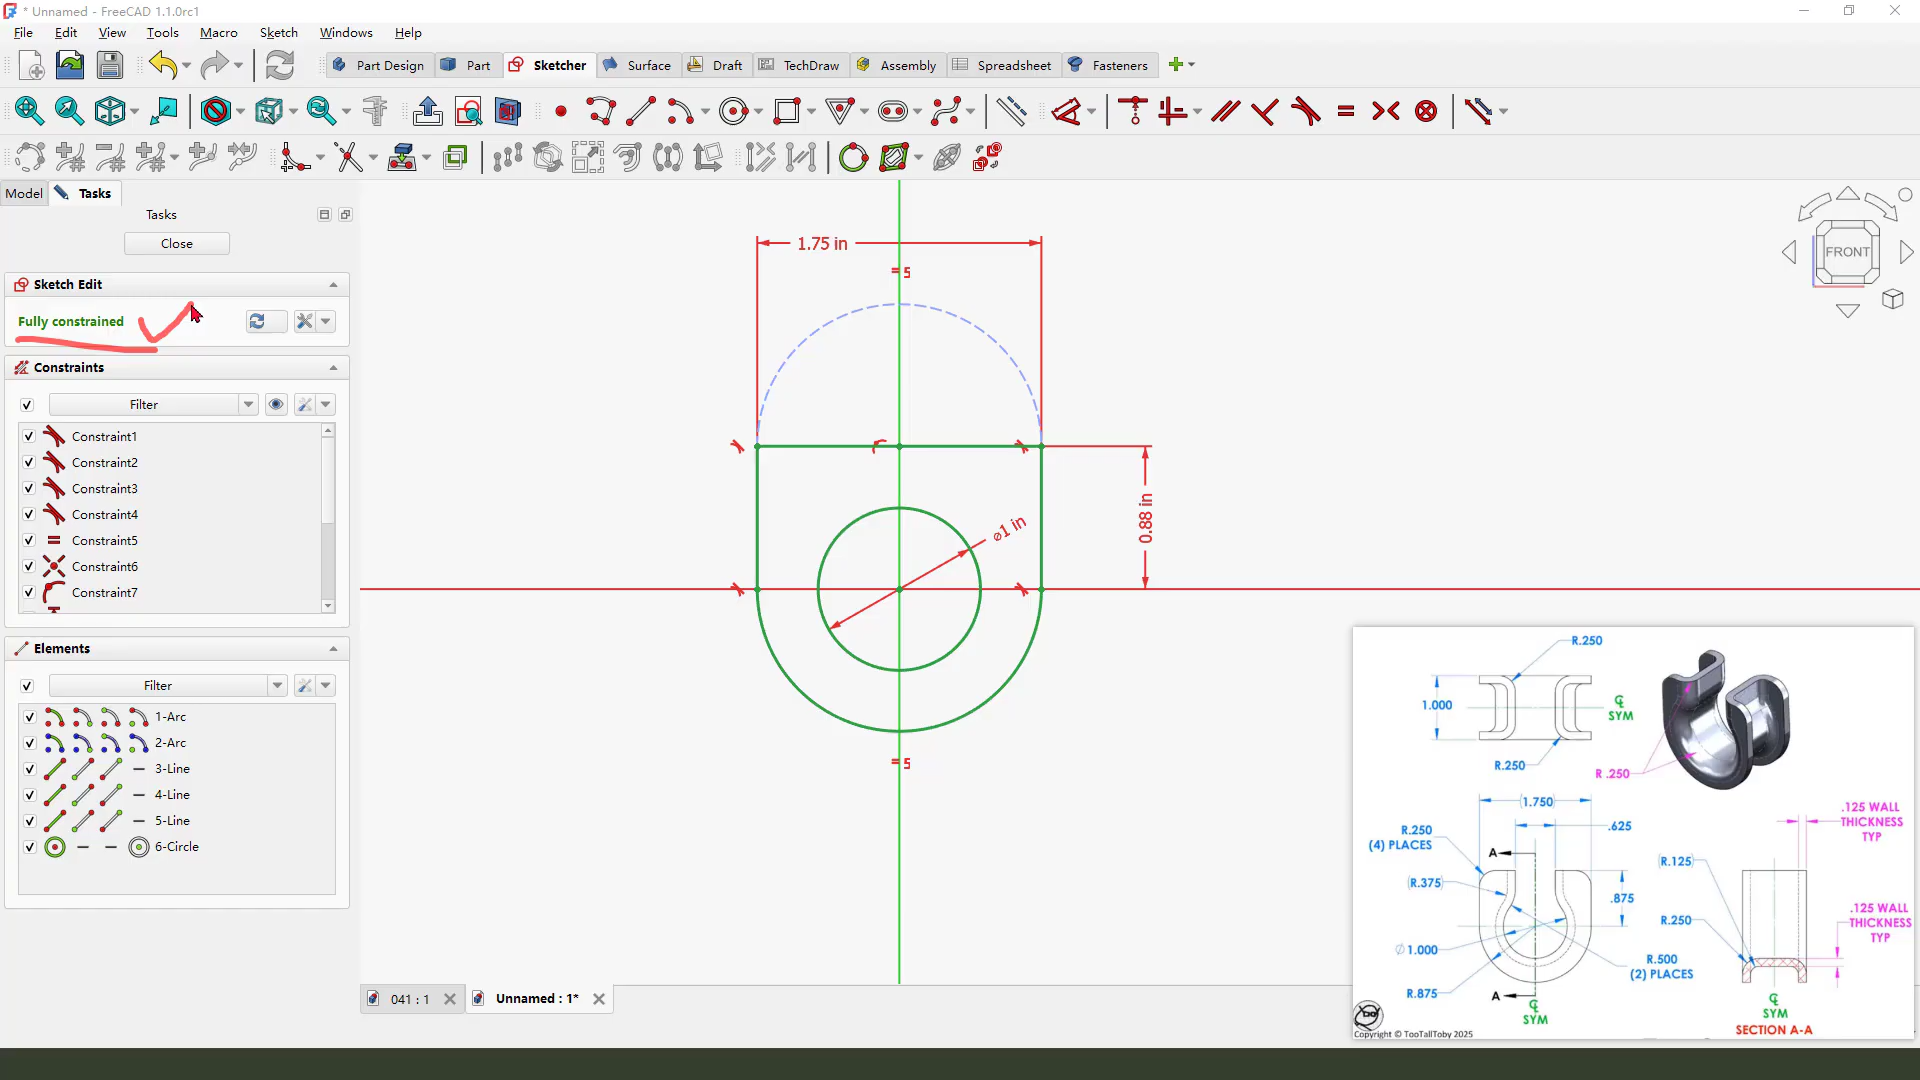 * Unnamed - FreeCAD 1.1.0rc1
File Edit View Tools Macro Sketch Windows Help
Part Design Part Sketcher Surface Draft TechDraw Assembly Spreadsheet Fasteners
Model Tasks
Tasks
Close
Sketch Edit
Fully constrained
Constraints
Filter
Constraint1
Constraint2
Constraint3
Constraint4
Constraint5
Constraint6
Constraint7
Elements
Filter
1-Arc
2-Arc
3-Line
4-Line
5-Line
6-Circle
1.75 in
5
⌀1 in
0.88 in
5
FRONT
041 : 1
Unnamed : 1*
R.250
1.000
SYM
R.250
R .250
(1.750)
.625
R.250
(4) PLACES
A
(R.375)
.875
Ø 1.000
R.500
(2) PLACES
R.875
A
SYM
.125 WALL
THICKNESS
TYP
(R.125)
R.250
.125 WALL
THICKNESS
TYP
SYM
SECTION A-A
Copyright © TooTallToby 2025